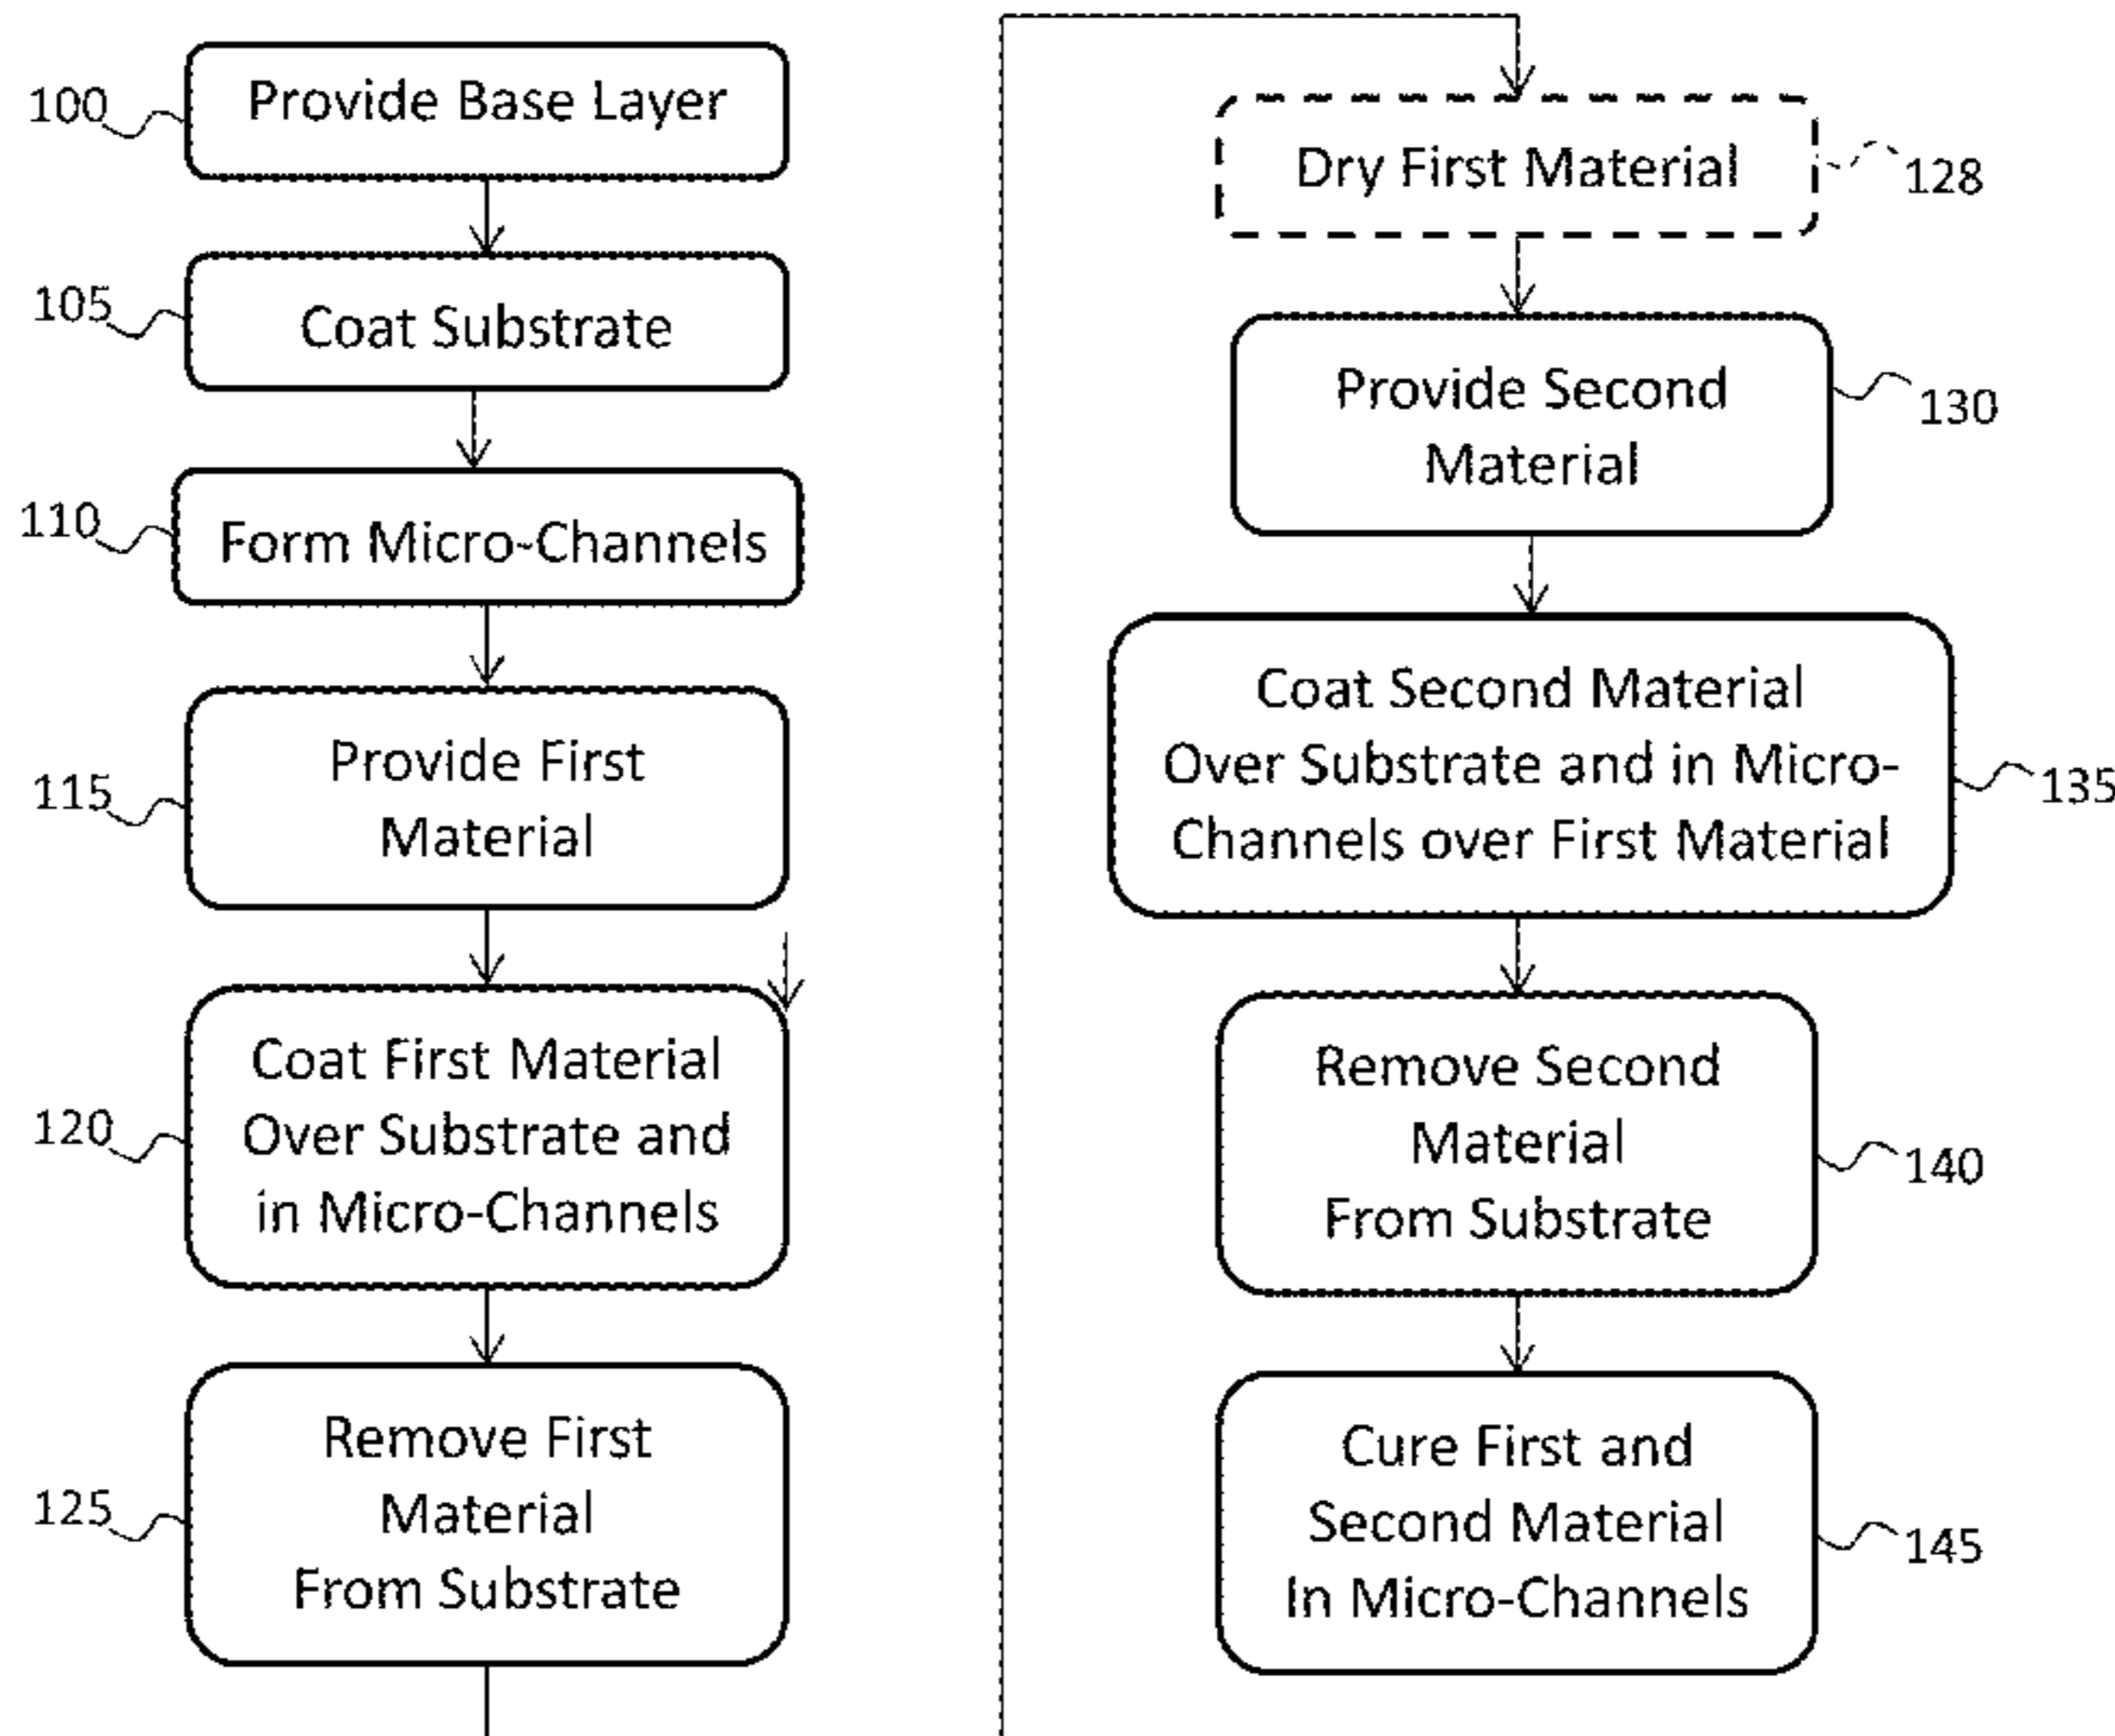 100
Provide Base Layer
105
Coat Substrate
110
Form Micro-Channels
115
Provide First
Material
120
Coat First Material
Over Substrate and
in Micro-Channels
125
Remove First
Material
From Substrate
Dry First Material
128
Provide Second
Material
130
Coat Second Material
Over Substrate and in Micro-
Channels over First Material
135
Remove Second
Material
From Substrate
140
Cure First and
Second Material
In Micro-Channels
145